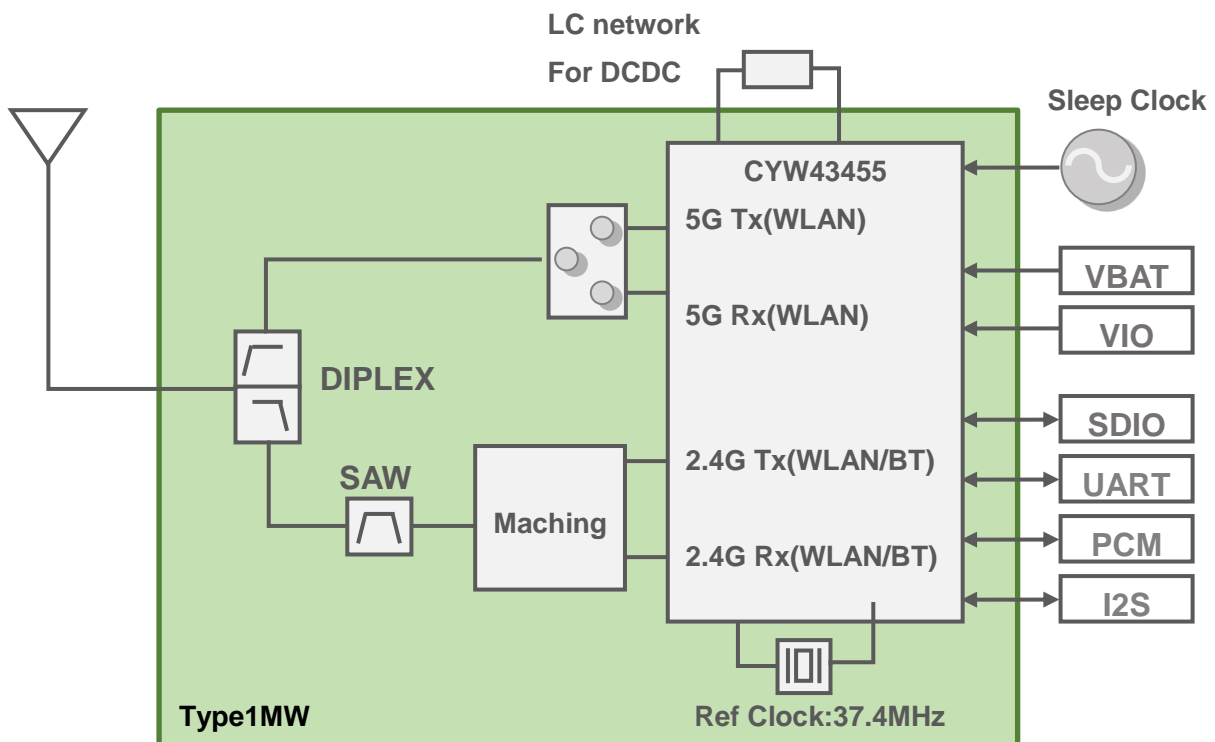 LC network
For DCDC
Sleep Clock
CYW43455
5G Tx(WLAN)
VBAT
5G Rx(WLAN)
VIO
DIPLEX
SDIO
2.4G Tx(WLAN/BT)
SAW
UART
Maching
PCM
2.4G Rx(WLAN/BT)
I2S
Type1MW
Ref Clock:37.4MHz